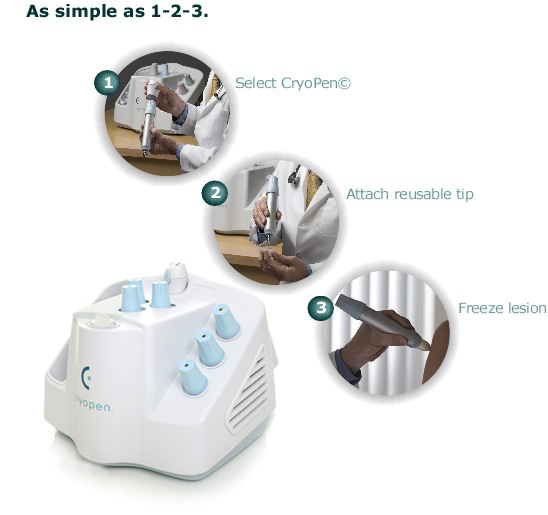 As simple as 1-2-3.
1 Select CryoPen©
2 Attach reusable tip
3 Freeze lesion
cryopen.